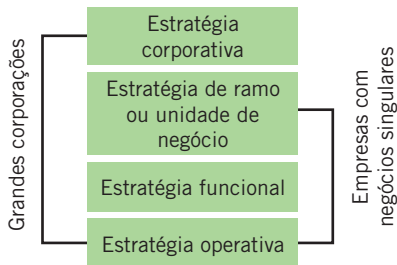 Grandes corporações
Estratégia
corporativa
Estratégia de ramo
ou unidade de
negócio
Estratégia funcional
Estratégia operativa
Empresas com
negócios singulares